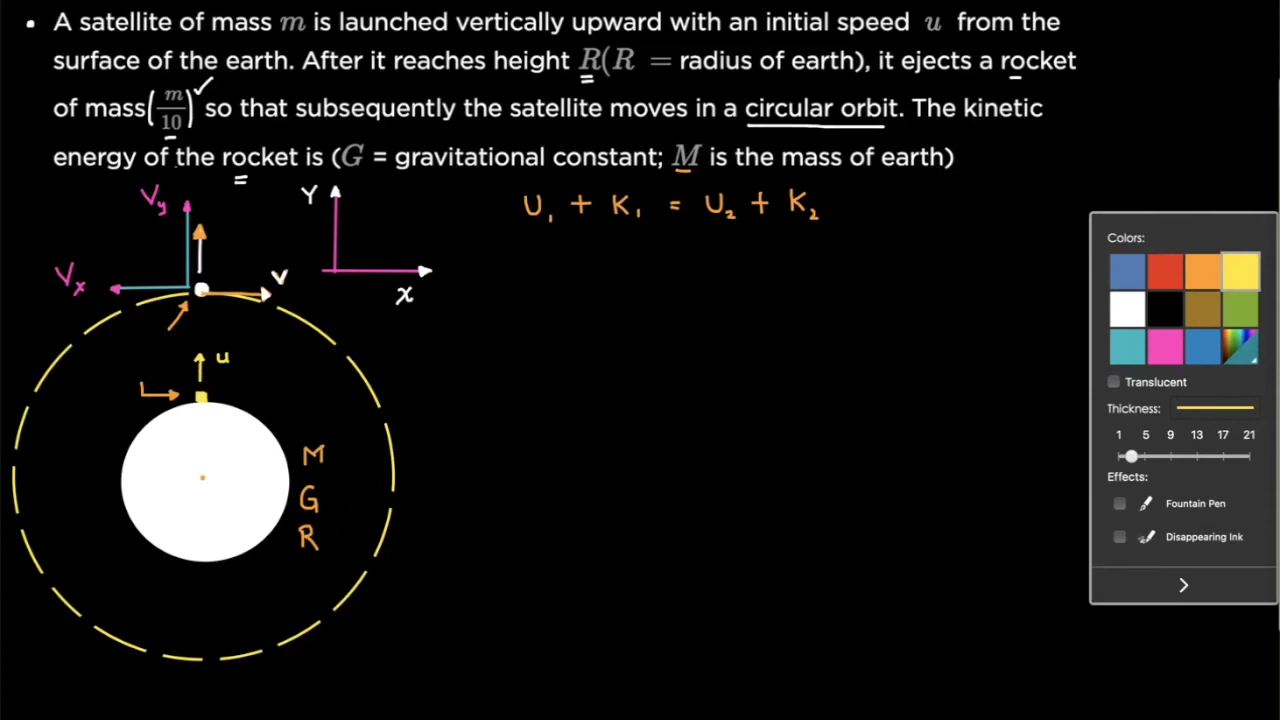 • A satellite of mass m is launched vertically upward with an initial speed u from the
surface of the earth. After it reaches height R(R = radius of earth), it ejects a rocket
of mass(m/10) so that subsequently the satellite moves in a circular orbit. The kinetic
energy of the rocket is (G = gravitational constant; M is the mass of earth)
U₁ + K₁ = U₂ + K₂
Vy
Y
Vx
V
x
u
M
G
R
Colors:
Translucent
Thickness:
1 5 9 13 17 21
Effects:
Fountain Pen
Disappearing Ink